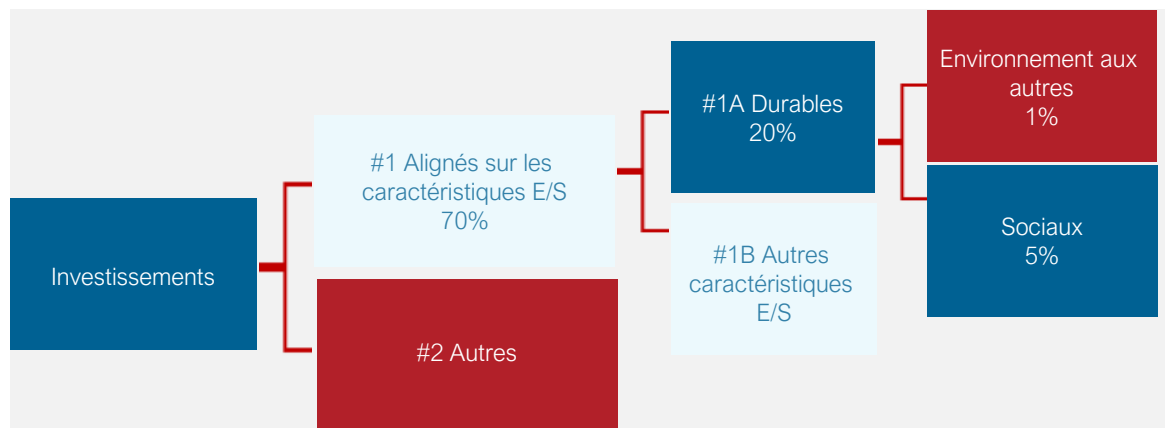 Investissements
#1 Alignés sur les
caractéristiques E/S
70%
#2 Autres
#1A Durables
20%
#1B Autres
caractéristiques
E/S
Environnement aux
autres
1%
Sociaux
5%